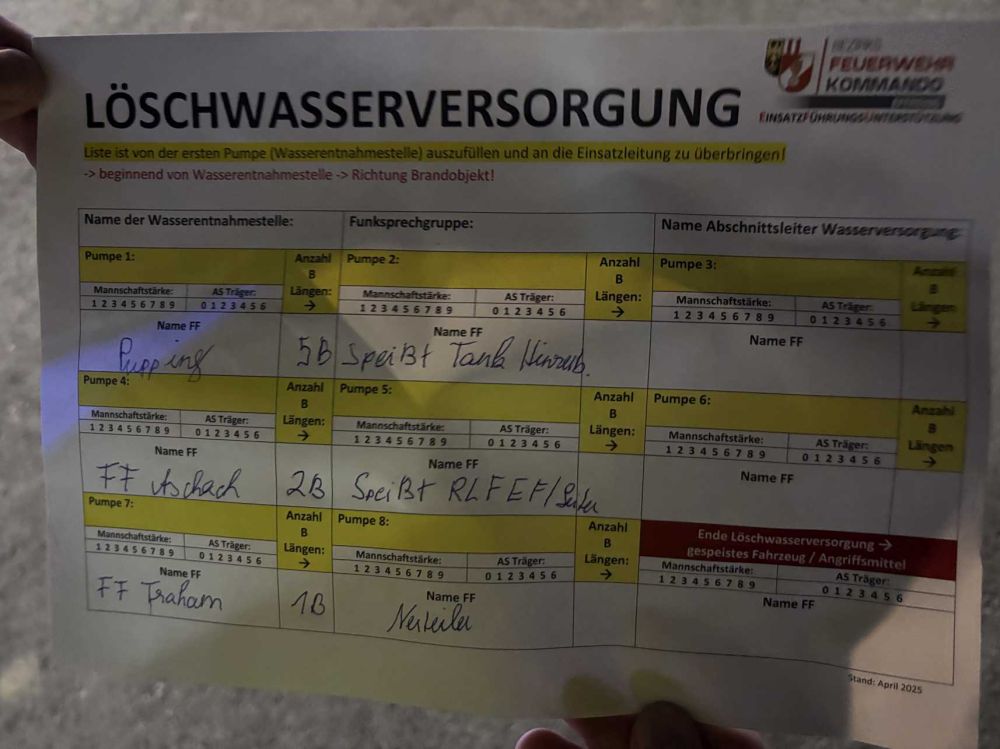 BEZIRKS
FEUERWEHR
KOMMANDO
EINSATZFÜHRUNGSUNTERSTÜTZUNG
LÖSCHWASSERVERSORGUNG
Liste ist von der ersten Pumpe (Wasserentnahmestelle) auszufüllen und an die Einsatzleitung zu überbringen!
-> beginnend von Wasserentnahmestelle -> Richtung Brandobjekt!
Name der Wasserentnahmestelle: Funksprechgruppe: Name Abschnittsleiter Wasserversorgung:
Pumpe 1: Anzahl B Längen: → Pumpe 2: Anzahl B Längen: → Pumpe 3: Anzahl B Längen: →
Mannschaftstärke: AS Träger: Mannschaftstärke: AS Träger: Mannschaftstärke: AS Träger:
1 2 3 4 5 6 7 8 9 0 1 2 3 4 5 6 1 2 3 4 5 6 7 8 9 0 1 2 3 4 5 6 1 2 3 4 5 6 7 8 9 0 1 2 3 4 5 6
Name FF Name FF Name FF
Pupping 5B Speißt Tank
Pumpe 4: Anzahl B Längen: → Pumpe 5: Anzahl B Längen: → Pumpe 6: Anzahl B Längen →
Mannschaftstärke: AS Träger: Mannschaftstärke: AS Träger: Mannschaftstärke: AS Träger:
1 2 3 4 5 6 7 8 9 0 1 2 3 4 5 6 1 2 3 4 5 6 7 8 9 0 1 2 3 4 5 6 1 2 3 4 5 6 7 8 9 0 1 2 3 4 5 6
Name FF Name FF Name FF
FF Aschach 2B Speißt RLF EF/
Pumpe 7: Anzahl B Längen: → Pumpe 8: Anzahl B Längen: → Ende Löschwasserversorgung →
gespeistes Fahrzeug / Angriffsmittel
Mannschaftstärke: AS Träger: Mannschaftstärke: AS Träger: Mannschaftstärke: AS Träger:
1 2 3 4 5 6 7 8 9 0 1 2 3 4 5 6 1 2 3 4 5 6 7 8 9 0 1 2 3 4 5 6 1 2 3 4 5 6 7 8 9 0 1 2 3 4 5 6
Name FF Name FF Name FF
FF Fraham 1B Verteiler
Stand: April 2025